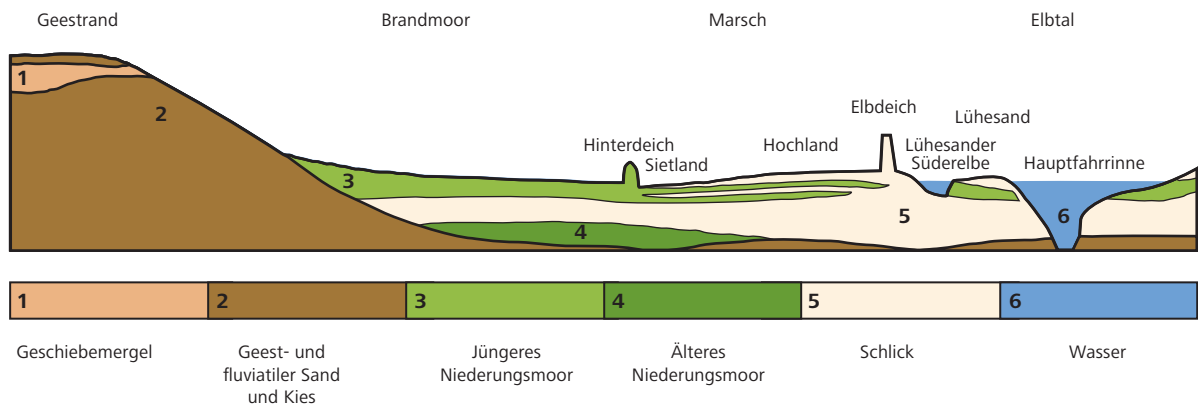 Geestrand
Brandmoor
Marsch
Elbtal
Elbdeich
Lühesand
Hinterdeich
Hochland
Lühesander
Süderelbe
Hauptfahrrinne
Sietland
1
2
3
4
5
6
1
2
3
4
5
6
Geschiebemergel
Geest- und
fluviatiler Sand
und Kies
Jüngeres
Niederungsmoor
Älteres
Niederungsmoor
Schlick
Wasser